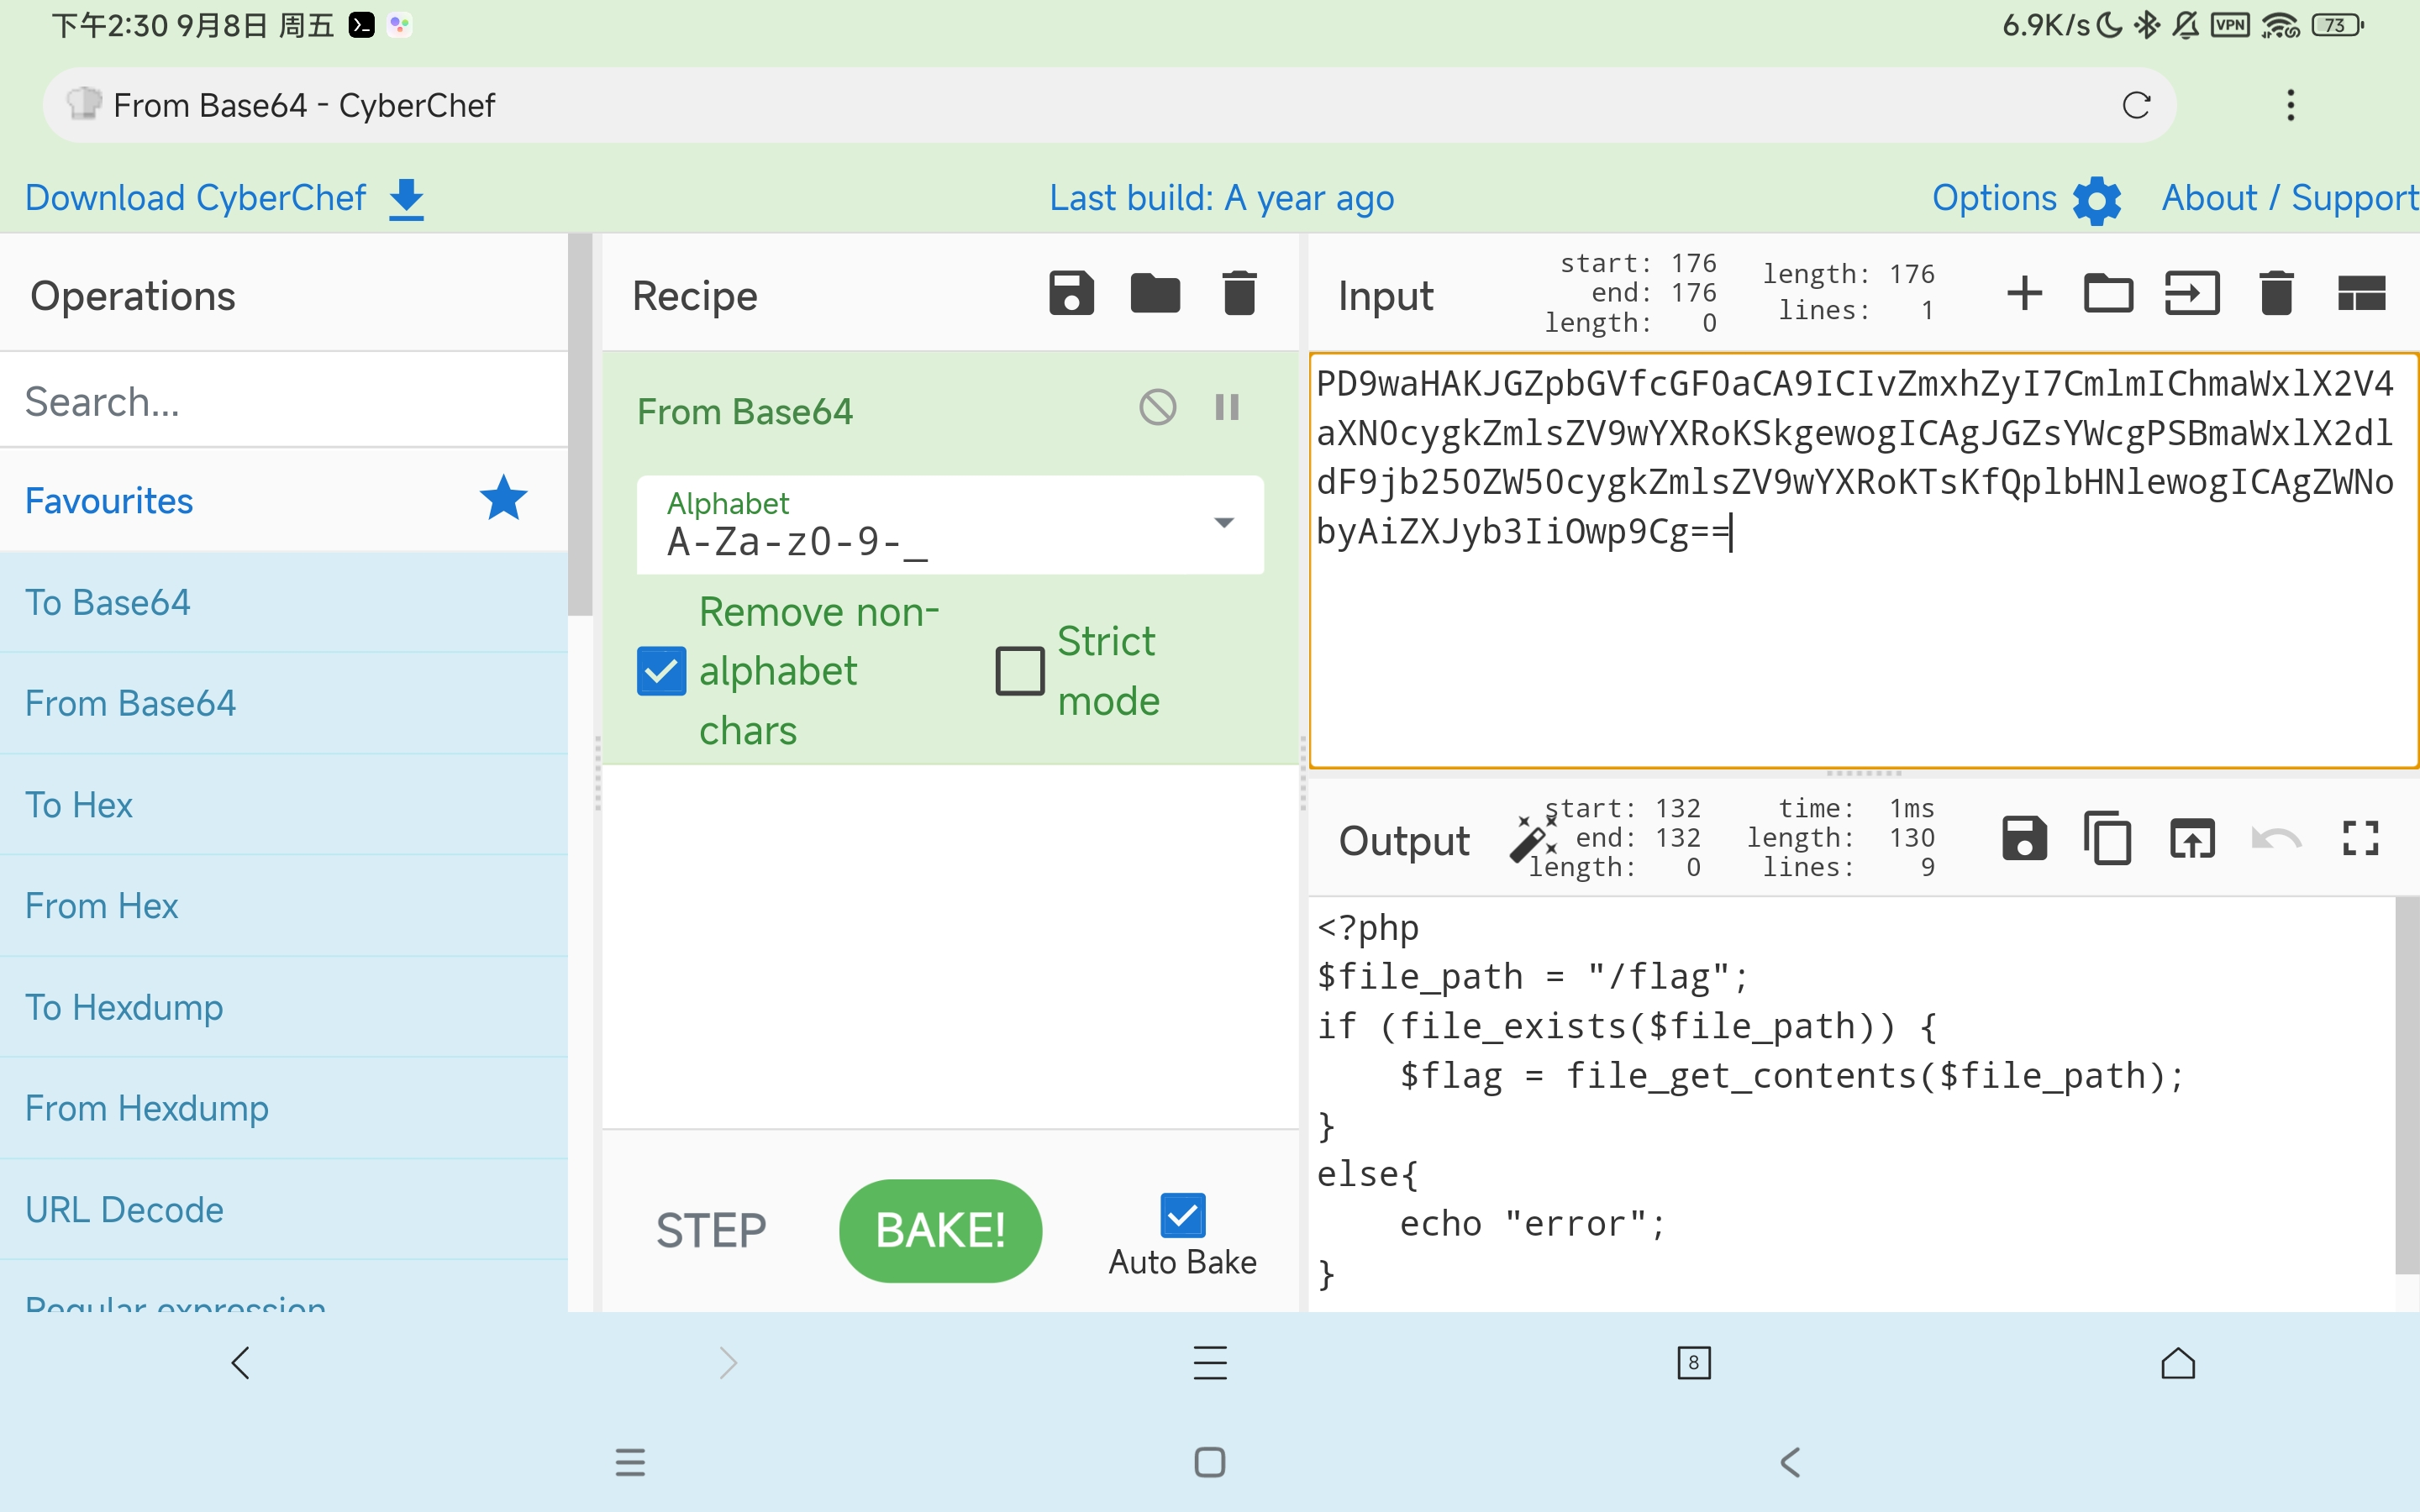 下午2:30 9月8日 周五
6.9K/s VPN 73
From Base64 - CyberChef
Download CyberChef
Last build: A year ago
Options
About / Support
Operations
Search...
Favourites
To Base64
From Base64
To Hex
From Hex
To Hexdump
From Hexdump
URL Decode
Regular expression
Recipe
From Base64
Alphabet
A-Za-z0-9-_
Remove non-
alphabet
chars
Strict
mode
STEP
BAKE!
Auto Bake
Input
start: 176
end: 176
length: 0
length: 176
lines: 1
PD9waHAKJGZpbGVfcGF0aCA9ICIvZmxhZyI7CmlmIChmaWxlX2V4
aXN0cygkZmlsZV9wYXRoKSkgewogICAgJGZsYWcgPSBmaWxlX2dl
dF9jb250ZW50cygkZmlsZV9wYXRoKTsKfQplbHNlewogICAgZWNo
byAiZXJyb3IiOwp9Cg==
Output
start: 132
end: 132
length: 0
time: 1ms
length: 130
lines: 9
<?php
$file_path = "/flag";
if (file_exists($file_path)) {
    $flag = file_get_contents($file_path);
}
else{
    echo "error";
}
8